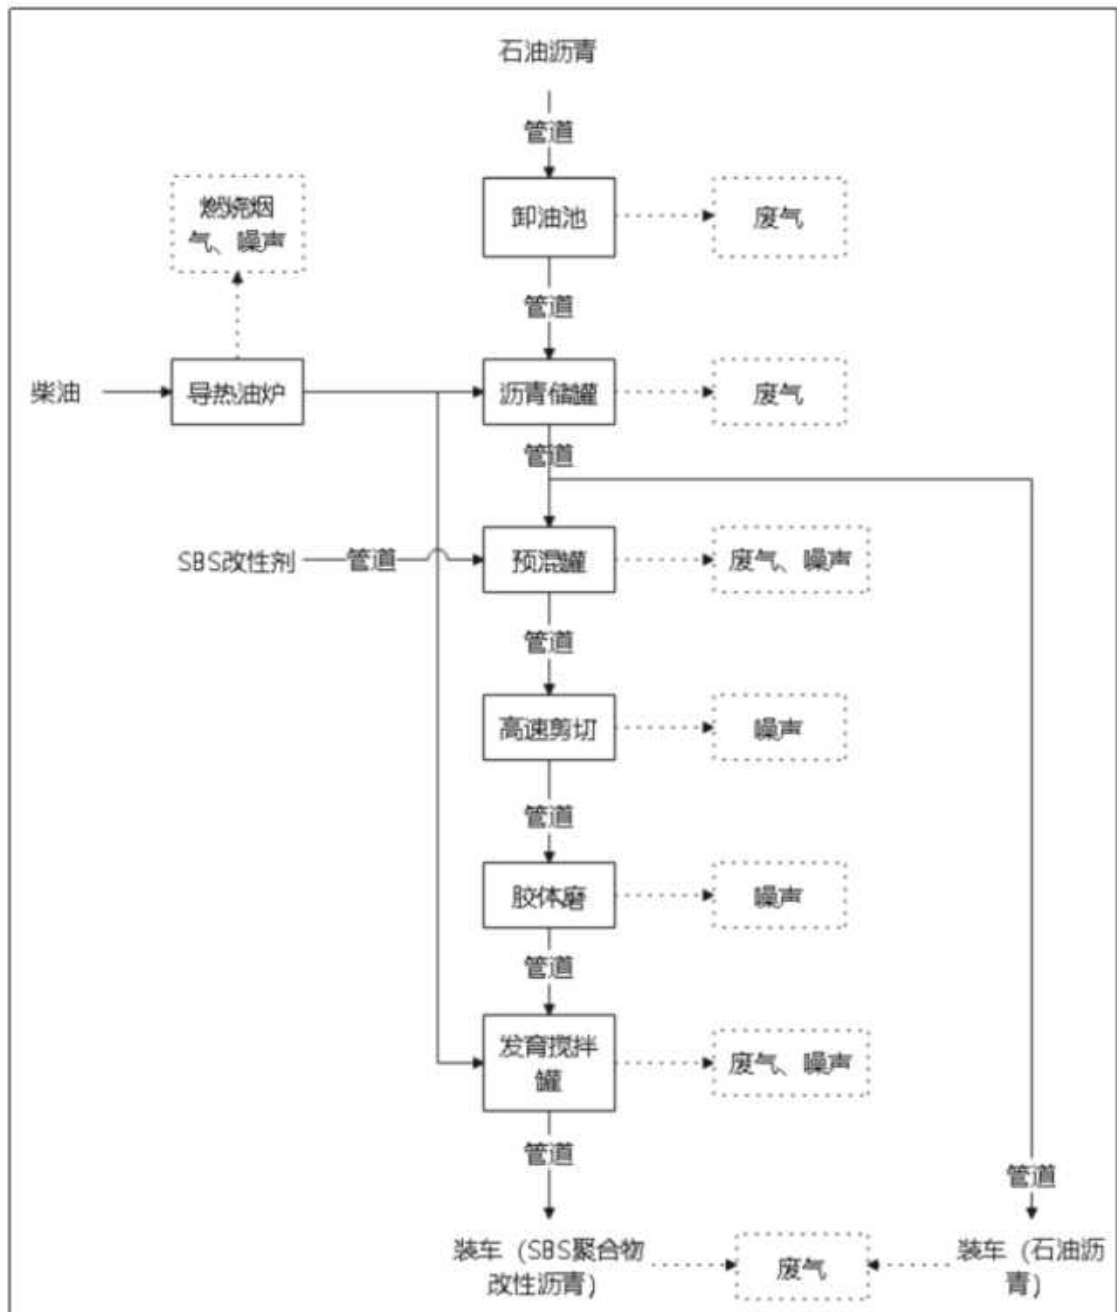 石油沥青
管道
燃烧烟
气、噪声
卸油池
废气
管道
柴油
导热油炉
沥青储罐
废气
管道
SBS改性剂
管道
预混罐
废气、噪声
管道
高速剪切
噪声
管道
胶体磨
噪声
管道
发育搅拌
罐
废气、噪声
管道
管道
装车（SBS聚合物
改性沥青）
废气
装车（石油沥
青）